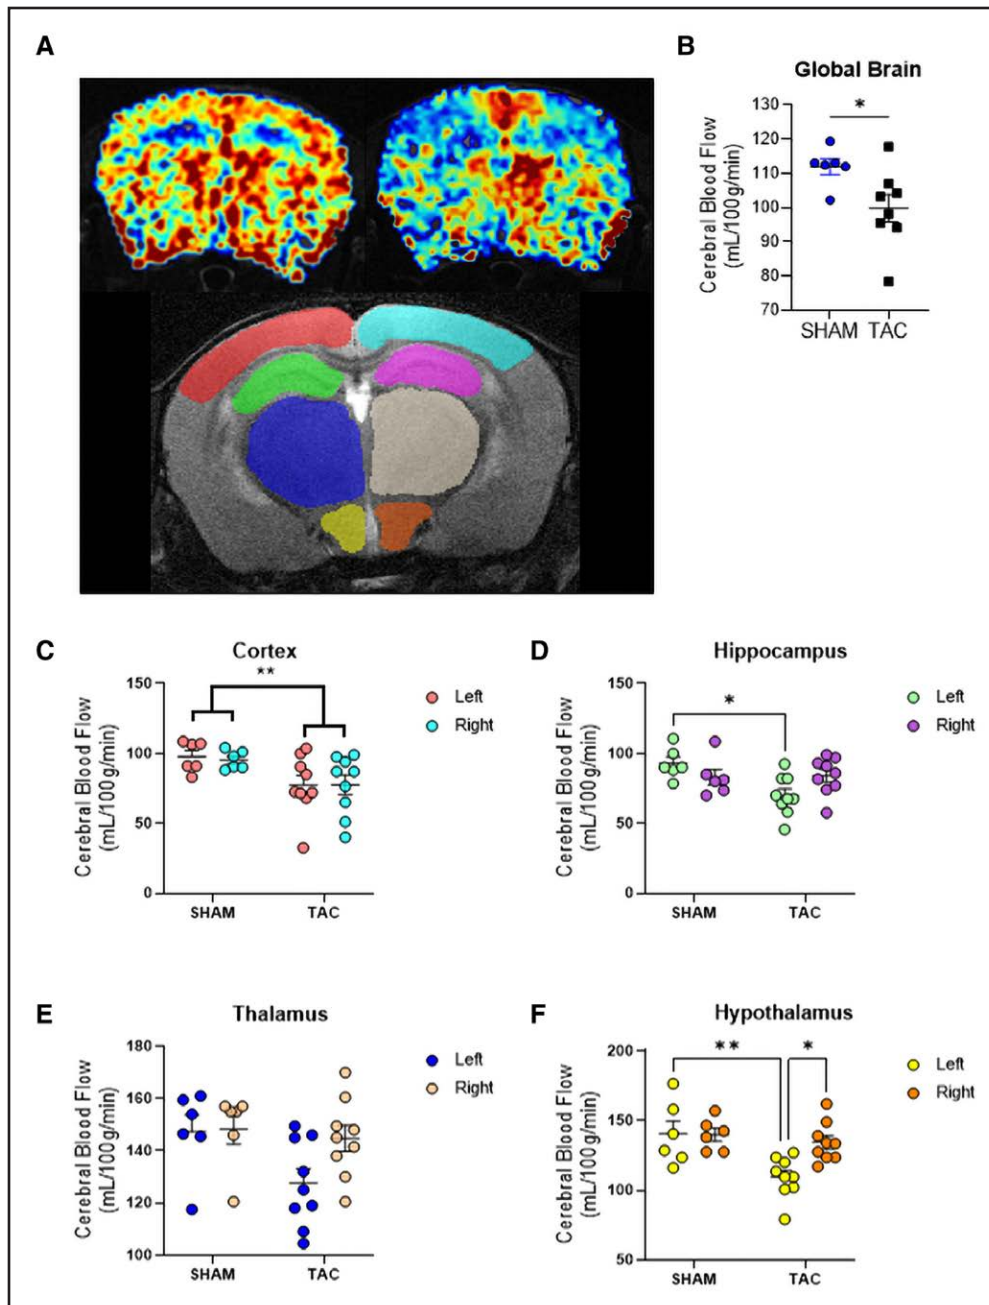 A
B
Global Brain
Cerebral Blood Flow
(mL/100g/min)
130
120
110
100
90
80
70
*
SHAM TAC
C
Cortex
Cerebral Blood Flow
(mL/100g/min)
150
100
50
0
**
SHAM TAC
Left
Right
D
Hippocampus
Cerebral Blood Flow
(mL/100g/min)
150
100
50
0
*
SHAM TAC
Left
Right
E
Thalamus
Cerebral Blood Flow
(mL/100g/min)
180
160
140
120
100
SHAM TAC
Left
Right
F
Hypothalamus
Cerebral Blood Flow
(mL/100g/min)
200
150
100
50
** *
SHAM TAC
Left
Right